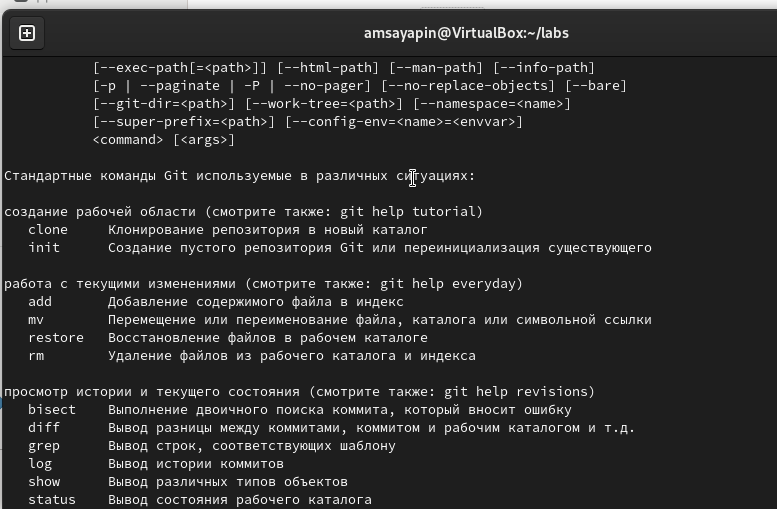 amsayapin@VirtualBox:~/labs
[--exec-path[=<path>]] [--html-path] [--man-path] [--info-path]
[-p | --paginate | -P | --no-pager] [--no-replace-objects] [--bare]
[--git-dir=<path>] [--work-tree=<path>] [--namespace=<name>]
[--super-prefix=<path>] [--config-env=<name>=<envvar>]
<command> [<args>]
Стандартные команды Git используемые в различных ситуациях:
создание рабочей области (смотрите также: git help tutorial)
clone Клонирование репозитория в новый каталог
init Создание пустого репозитория Git или переинициализация существующего
работа с текущими изменениями (смотрите также: git help everyday)
add Добавление содержимого файла в индекс
mv Перемещение или переименование файла, каталога или символьной ссылки
restore Восстановление файлов в рабочем каталоге
rm Удаление файлов из рабочего каталога и индекса
просмотр истории и текущего состояния (смотрите также: git help revisions)
bisect Выполнение двоичного поиска коммита, который вносит ошибку
diff Вывод разницы между коммитами, коммитом и рабочим каталогом и т.д.
grep Вывод строк, соответствующих шаблону
log Вывод истории коммитов
show Вывод различных типов объектов
status Вывод состояния рабочего каталога